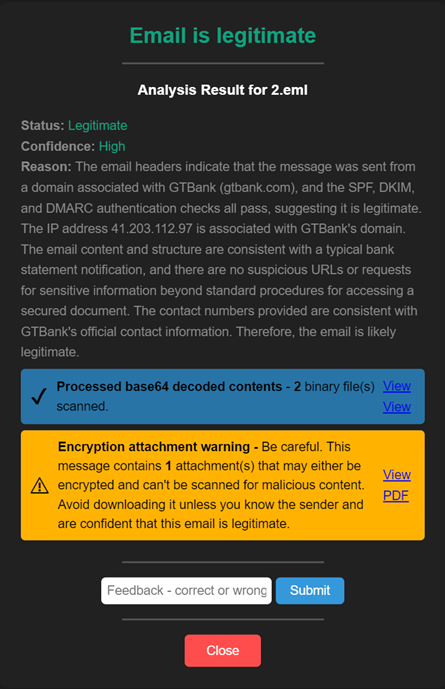 Email is legitimate
Analysis Result for 2.eml
Status: Legitimate
Confidence: High
Reason: The email headers indicate that the message was sent from
a domain associated with GTBank (gtbank.com), and the SPF, DKIM,
and DMARC authentication checks all pass, suggesting it is legitimate.
The IP address 41.203.112.97 is associated with GTBank's domain.
The email content and structure are consistent with a typical bank
statement notification, and there are no suspicious URLs or requests
for sensitive information beyond standard procedures for accessing a
secured document. The contact numbers provided are consistent with
GTBank's official contact information. Therefore, the email is likely
legitimate.
Processed base64 decoded contents - 2 binary file(s)
scanned.
View
View
Encryption attachment warning - Be careful. This
message contains 1 attachment(s) that may either be
encrypted and can't be scanned for malicious content.
Avoid downloading it unless you know the sender and
are confident that this email is legitimate.
View
PDF
Feedback - correct or wrong
Submit
Close